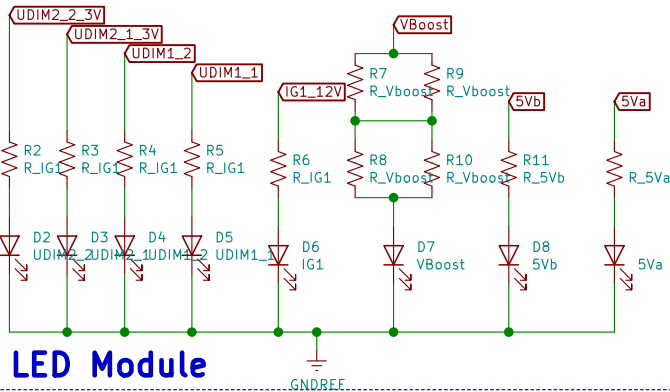 UDIM2_2_3V
UDIM2_1_3V
UDIM1_2
UDIM1_1
IG1_12V
VBoost
5Vb
5Va
R7
R_Vboost
R9
R_Vboost
R2
R_IG1
R3
R_IG1
R4
R_IG1
R5
R_IG1
R6
R_IG1
R8
R_Vboost
R10
R_Vboost
R11
R_5Vb
R_5Va
D2
UDIM2_2
D3
UDIM2_1
D4
UDIM1_2
D5
UDIM1_1
D6
IG1
D7
VBoost
D8
5Vb
5Va
LED Module
GNDREF